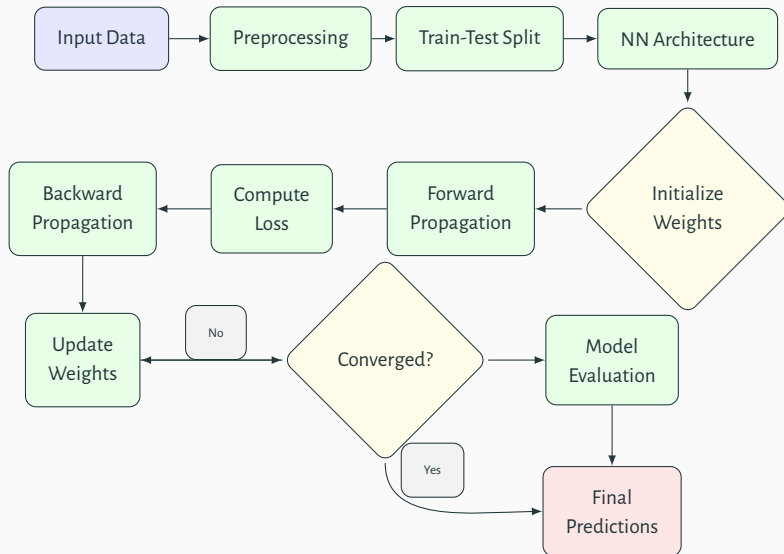 Input Data
Preprocessing
Train-Test Split
NN Architecture
Initialize
Weights
Forward
Propagation
Compute
Loss
Backward
Propagation
Update
Weights
No
Converged?
Model
Evaluation
Yes
Final
Predictions